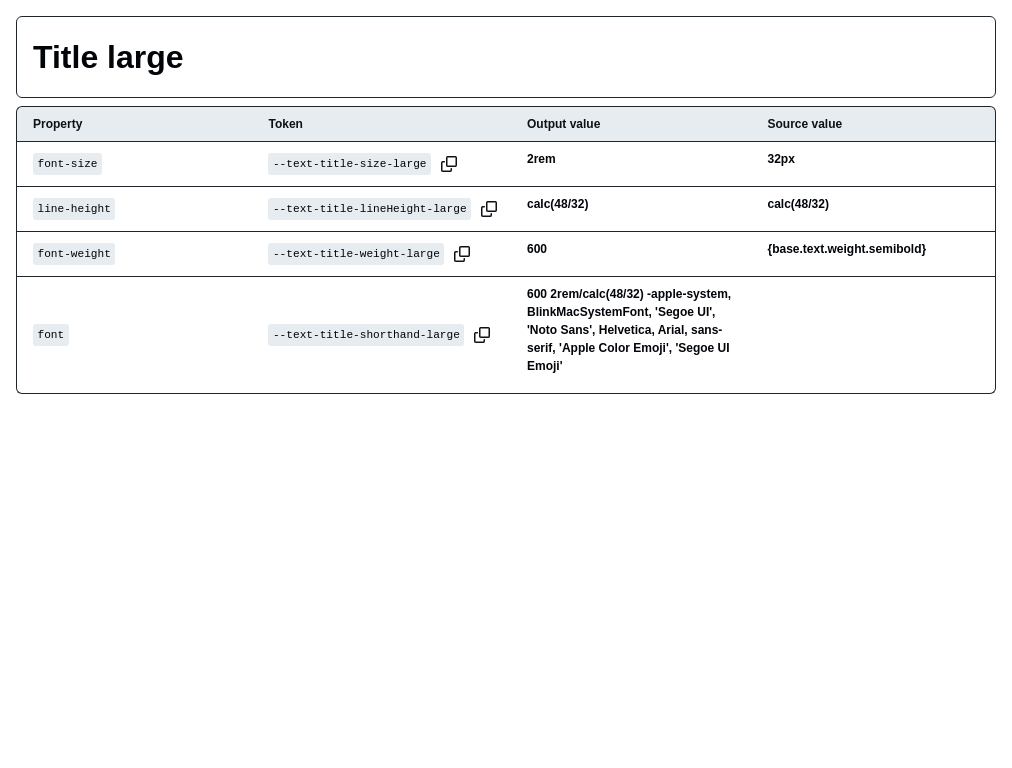 Title large
Property Token Output value Source value
font-size --text-title-size-large 2rem 32px
line-height --text-title-lineHeight-large calc(48/32) calc(48/32)
font-weight --text-title-weight-large 600 {base.text.weight.semibold}
font --text-title-shorthand-large 600 2rem/calc(48/32) -apple-system,
BlinkMacSystemFont, 'Segoe UI',
'Noto Sans', Helvetica, Arial, sans-
serif, 'Apple Color Emoji', 'Segoe UI
Emoji'